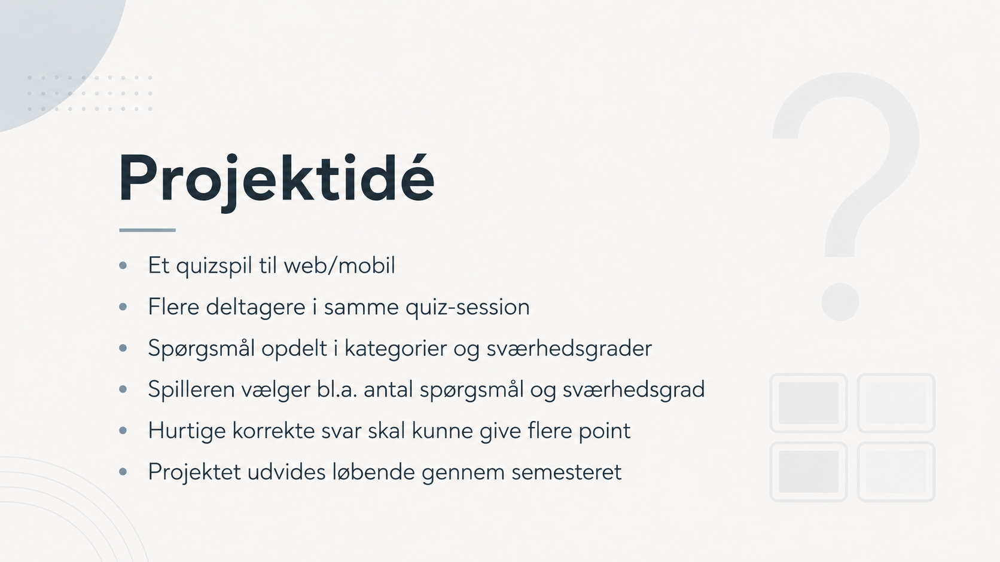 Projektidé
• Et quizspil til web/mobil
• Flere deltagere i samme quiz-session
• Spørgsmål opdelt i kategorier og sværhedsgrader
• Spilleren vælger bl.a. antal spørgsmål og sværhedsgrad
• Hurtige korrekte svar skal kunne give flere point
• Projektet udvides løbende gennem semesteret
?